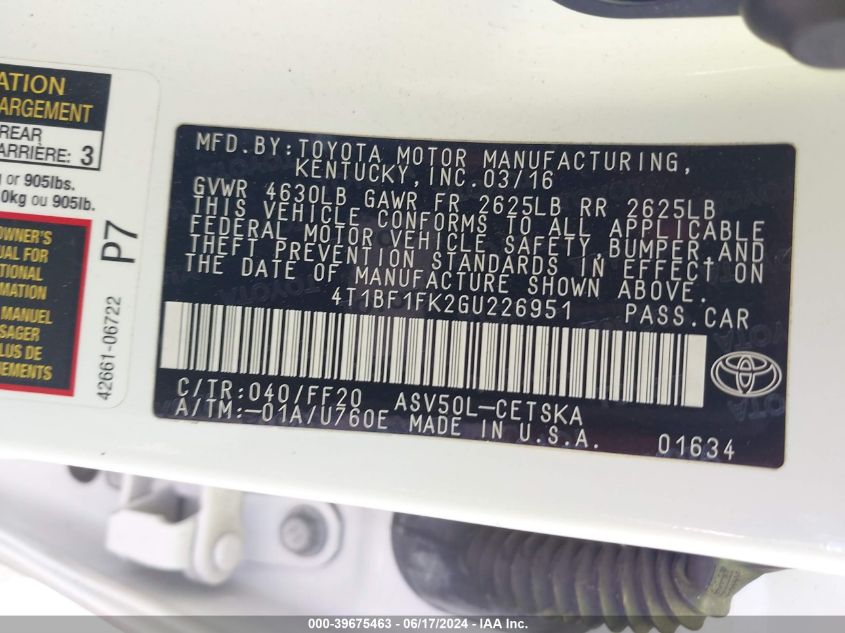 ATION
ARGEMENT
REAR
ARRIÈRE: 3
or 905lbs.
0kg ou 905lb.
OWNER'S
UAL FOR
TIONAL
RMATION
MANUEL
SAGER
LUS DE
NEMENTS
42661-06722
P7
MFD. BY: TOYOTA MOTOR MANUFACTURING,
KENTUCKY, INC. 03/16
GVWR 4630LB GAWR FR 2625LB RR 2625LB
THIS VEHICLE CONFORMS TO ALL APPLICABLE
FEDERAL MOTOR VEHICLE SAFETY, BUMPER, AND
THEFT PREVENTION STANDARDS IN EFFECT ON
THE DATE OF MANUFACTURE SHOWN ABOVE.
4T1BF1FK2GU226951 PASS. CAR
C/TR: 040/FF20 ASV50L-CETSKA
A/TM: -01A/U760E MADE IN U.S.A. 01634
TOYOTA
000-39675463 - 06/17/2024 - IAA Inc.